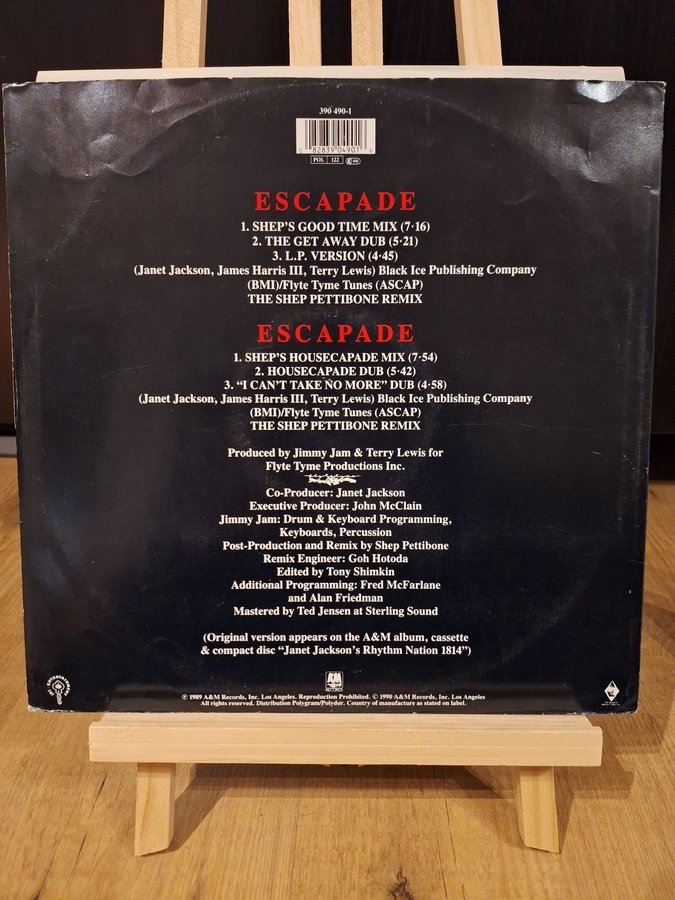 390 490-1
0 82839 04901 6
POL 122
ESCAPADE
1. SHEP'S GOOD TIME MIX (7·16)
2. THE GET AWAY DUB (5·21)
3. L.P. VERSION (4·45)
(Janet Jackson, James Harris III, Terry Lewis) Black Ice Publishing Company
(BMI)/Flyte Tyme Tunes (ASCAP)
THE SHEP PETTIBONE REMIX
ESCAPADE
1. SHEP'S HOUSECAPADE MIX (7·54)
2. HOUSECAPADE DUB (5·42)
3. “I CAN'T TAKE NO MORE” DUB (4·58)
(Janet Jackson, James Harris III, Terry Lewis) Black Ice Publishing Company
(BMI)/Flyte Tyme Tunes (ASCAP)
THE SHEP PETTIBONE REMIX
Produced by Jimmy Jam & Terry Lewis for
Flyte Tyme Productions Inc.
Co-Producer: Janet Jackson
Executive Producer: John McClain
Jimmy Jam: Drum & Keyboard Programming,
Keyboards, Percussion
Post-Production and Remix by Shep Pettibone
Remix Engineer: Goh Hotoda
Edited by Tony Shimkin
Additional Programming: Fred McFarlane
and Alan Friedman
Mastered by Ted Jensen at Sterling Sound
(Original version appears on the A&M album, cassette
& compact disc “Janet Jackson's Rhythm Nation 1814”)
A&M
RECORDS
℗ 1989 A&M Records, Inc. Los Angeles. Reproduction Prohibited. © 1990 A&M Records, Inc. Los Angeles
All rights reserved. Distribution Polygram/Polydor. Country of manufacture as stated on label.